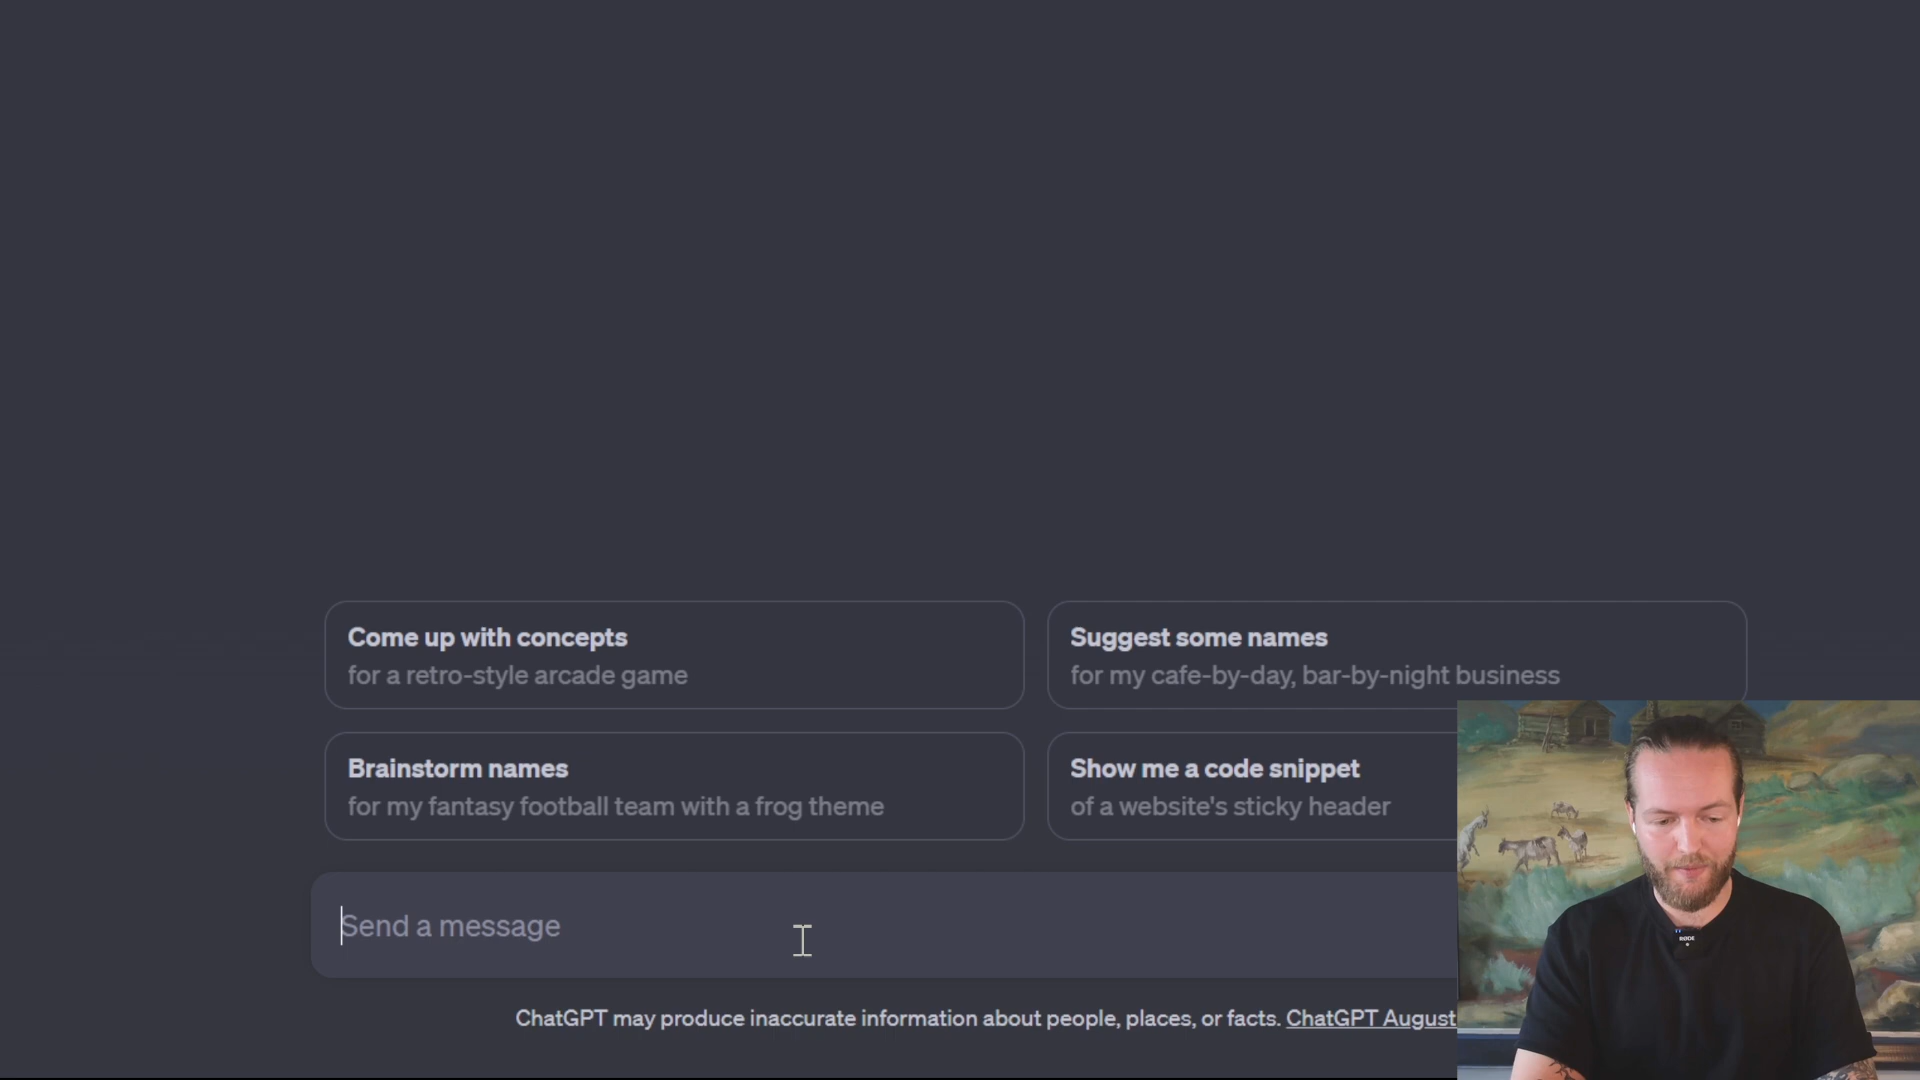 Come up with concepts
for a retro-style arcade game
Suggest some names
for my cafe-by-day, bar-by-night business
Brainstorm names
for my fantasy football team with a frog theme
Show me a code snippet
of a website's sticky header
Send a message
ChatGPT may produce inaccurate information about people, places, or facts. ChatGPT August
RØDE